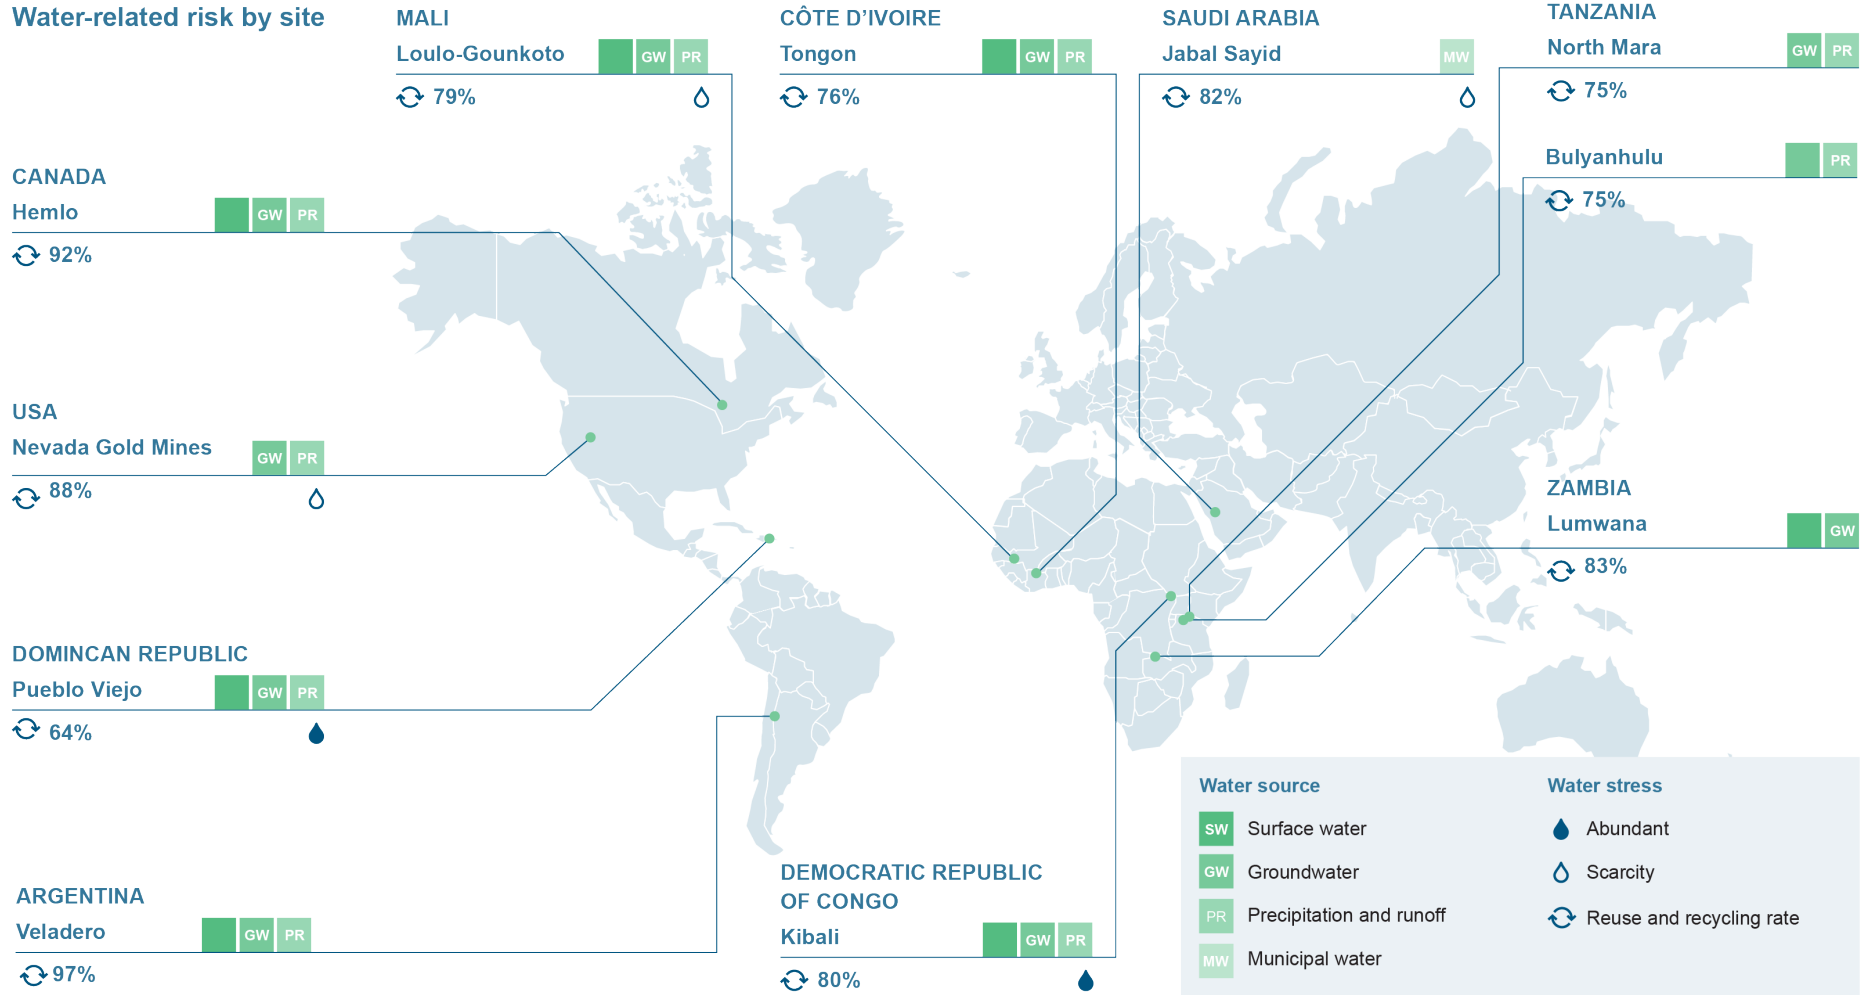 Water-related risk by site
MALI
Loulo-Gounkoto
GW
PR
79%
CÔTE D’IVOIRE
Tongon
GW
PR
76%
SAUDI ARABIA
Jabal Sayid
MW
82%
TANZANIA
North Mara
GW
PR
75%
Bulyanhulu
PR
75%
CANADA
Hemlo
GW
PR
92%
USA
Nevada Gold Mines
GW
PR
88%
ZAMBIA
Lumwana
GW
83%
DOMINCAN REPUBLIC
Pueblo Viejo
GW
PR
64%
ARGENTINA
Veladero
GW
PR
97%
DEMOCRATIC REPUBLIC
OF CONGO
Kibali
GW
PR
80%
Water source
SW Surface water
GW Groundwater
PR Precipitation and runoff
MW Municipal water
Water stress
Abundant
Scarcity
Reuse and recycling rate